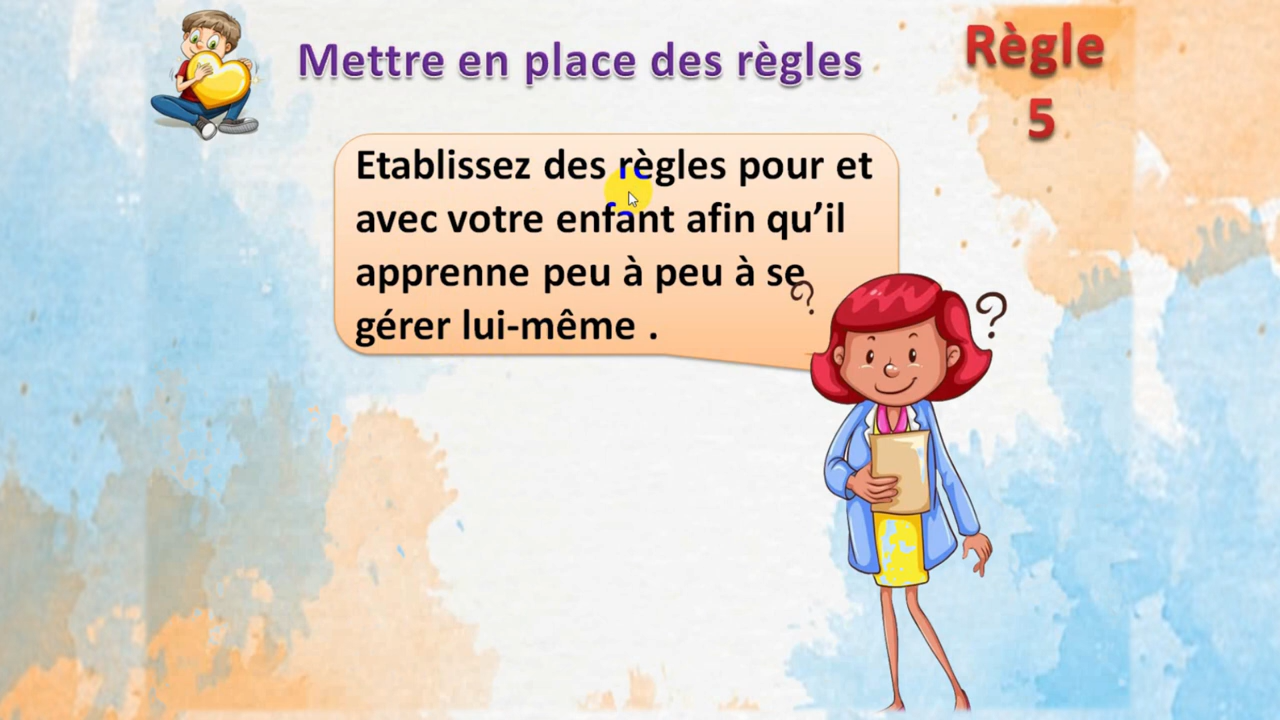 Mettre en place des règles
Règle
5
Etablissez des règles pour et
avec votre enfant afin qu’il
apprenne peu à peu à se
gérer lui-même .
? ?